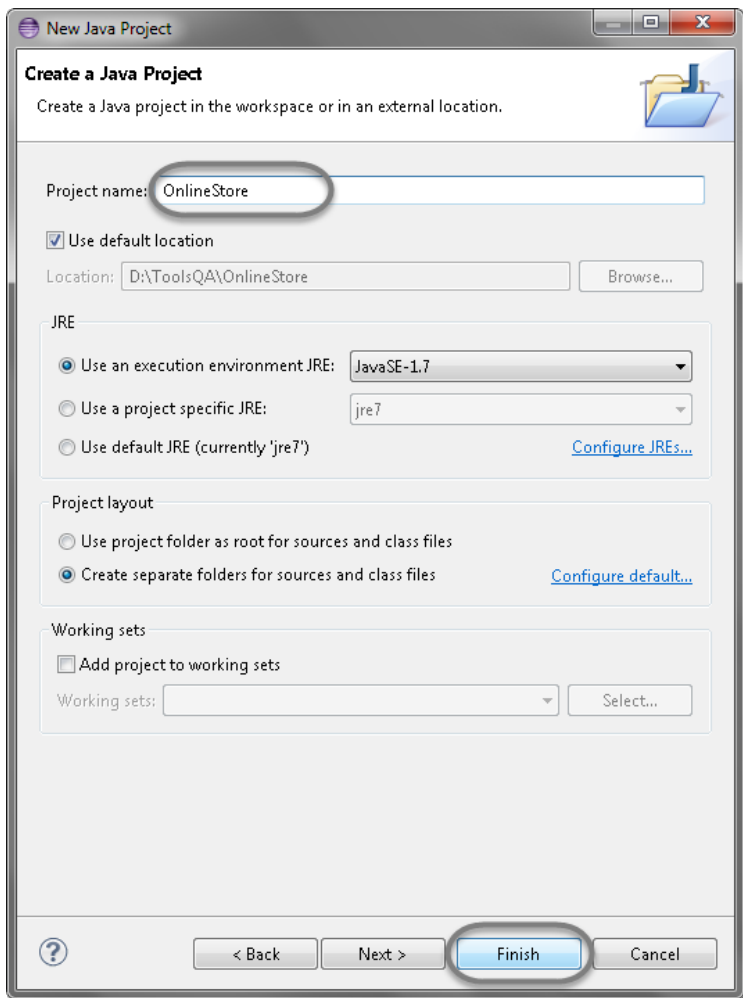 New Java Project
Create a Java Project
Create a Java project in the workspace or in an external location.
Project name: OnlineStore
Use default location
Location: D:\ToolsQA\OnlineStore Browse...
JRE
Use an execution environment JRE: JavaSE-1.7
Use a project specific JRE: jre7
Use default JRE (currently 'jre7') Configure JREs...
Project layout
Use project folder as root for sources and class files
Create separate folders for sources and class files Configure default...
Working sets
Add project to working sets
Working sets: Select...
? < Back Next > Finish Cancel